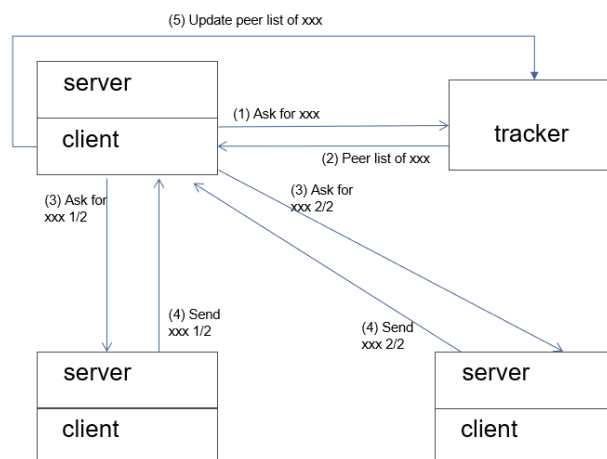 (5) Update peer list of xxx
server
(1) Ask for xxx
client
tracker
(2) Peer list of xxx
(3) Ask for
xxx 1/2
(3) Ask for
xxx 2/2
(4) Send
xxx 1/2
(4) Send
xxx 2/2
server
client
server
client